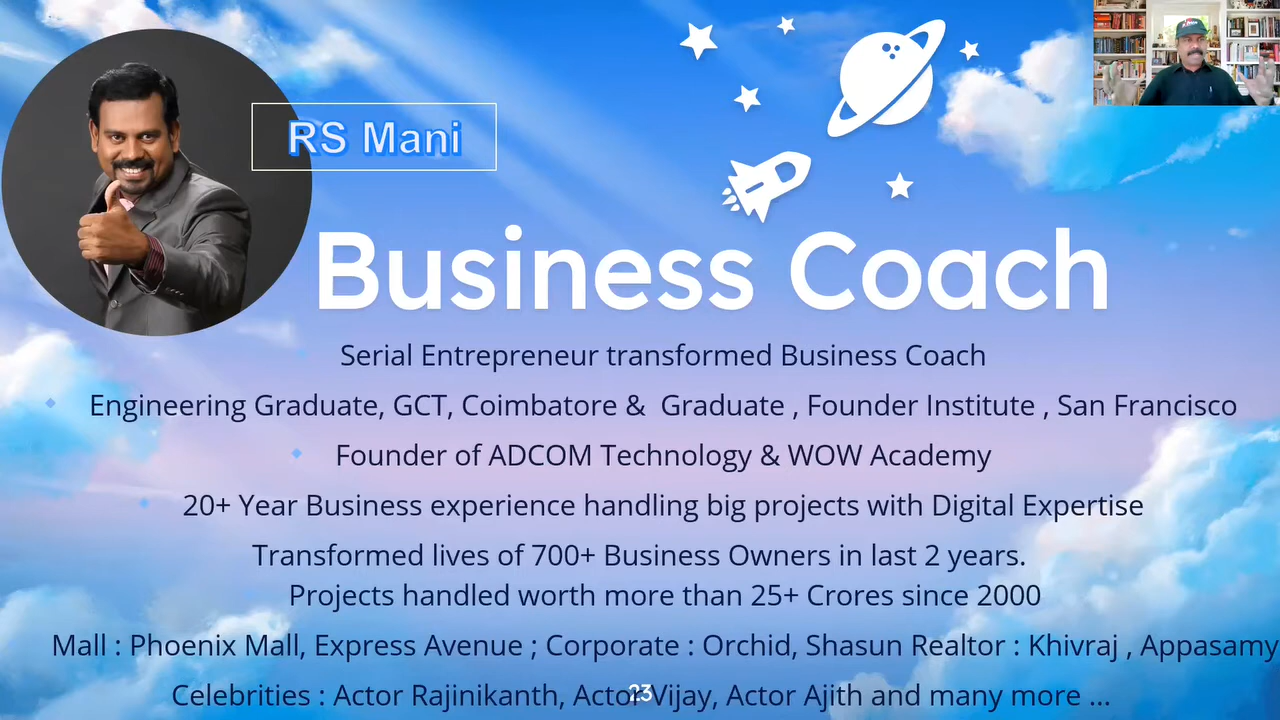 RS Mani
Business Coach
Serial Entrepreneur transformed Business Coach
Engineering Graduate, GCT, Coimbatore & Graduate , Founder Institute , San Francisco
Founder of ADCOM Technology & WOW Academy
20+ Year Business experience handling big projects with Digital Expertise
Transformed lives of 700+ Business Owners in last 2 years.
Projects handled worth more than 25+ Crores since 2000
Mall : Phoenix Mall, Express Avenue ; Corporate : Orchid, Shasun Realtor : Khivraj , Appasamy
Celebrities : Actor Rajinikanth, Actor Vijay, Actor Ajith and many more ...
23